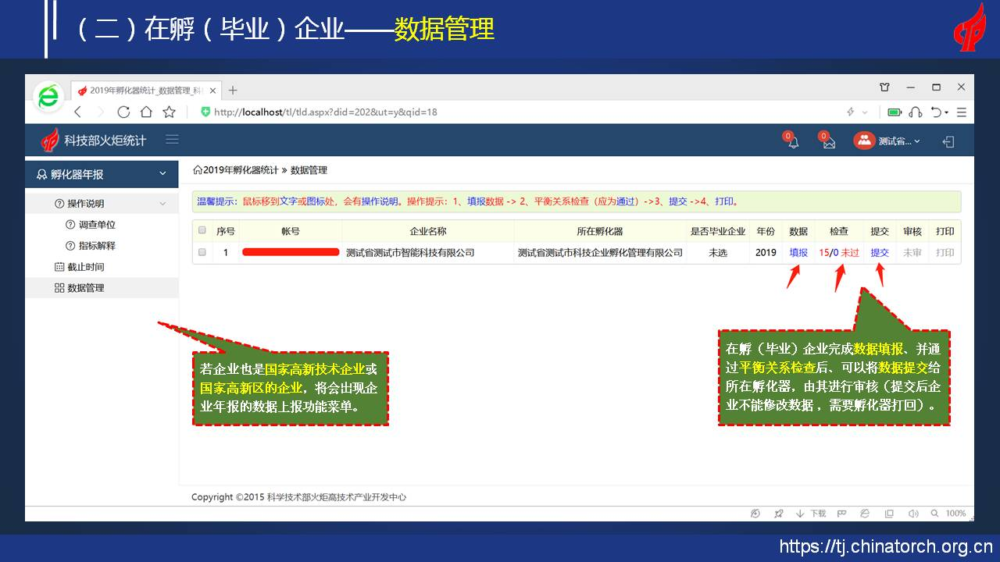 （二）在孵（毕业）企业——数据管理
2019年孵化器统计_数据管理_科
http://localhost/tl/tld.aspx?did=202&ut=y&qid=18
科技部火炬统计
0
0
测试省...
孵化器年报
操作说明
调查单位
指标解释
截止时间
数据管理
2019年孵化器统计 » 数据管理
温馨提示：鼠标移到文字或图标处，会有操作说明。操作提示：1、填报数据 -> 2、平衡关系检查（应为通过）->3、提交 ->4、打印。
序号 帐号 企业名称 所在孵化器 是否毕业企业 年份 数据 检查 提交 审核 打印
1 测试省测试市智能科技有限公司 测试省测试市科技企业孵化管理有限公司 未选 2019 填报 15/0 未过 提交 未审 打印
若企业也是国家高新技术企业或
国家高新区的企业，将会出现企
业年报的数据上报功能菜单。
在孵（毕业）企业完成数据填报、并通
过平衡关系检查后、可以将数据提交给
所在孵化器，由其进行审核（提交后企
业不能修改数据，需要孵化器打回）。
Copyright ©2015 科学技术部火炬高技术产业开发中心
下载
100%
https://tj.chinatorch.org.cn